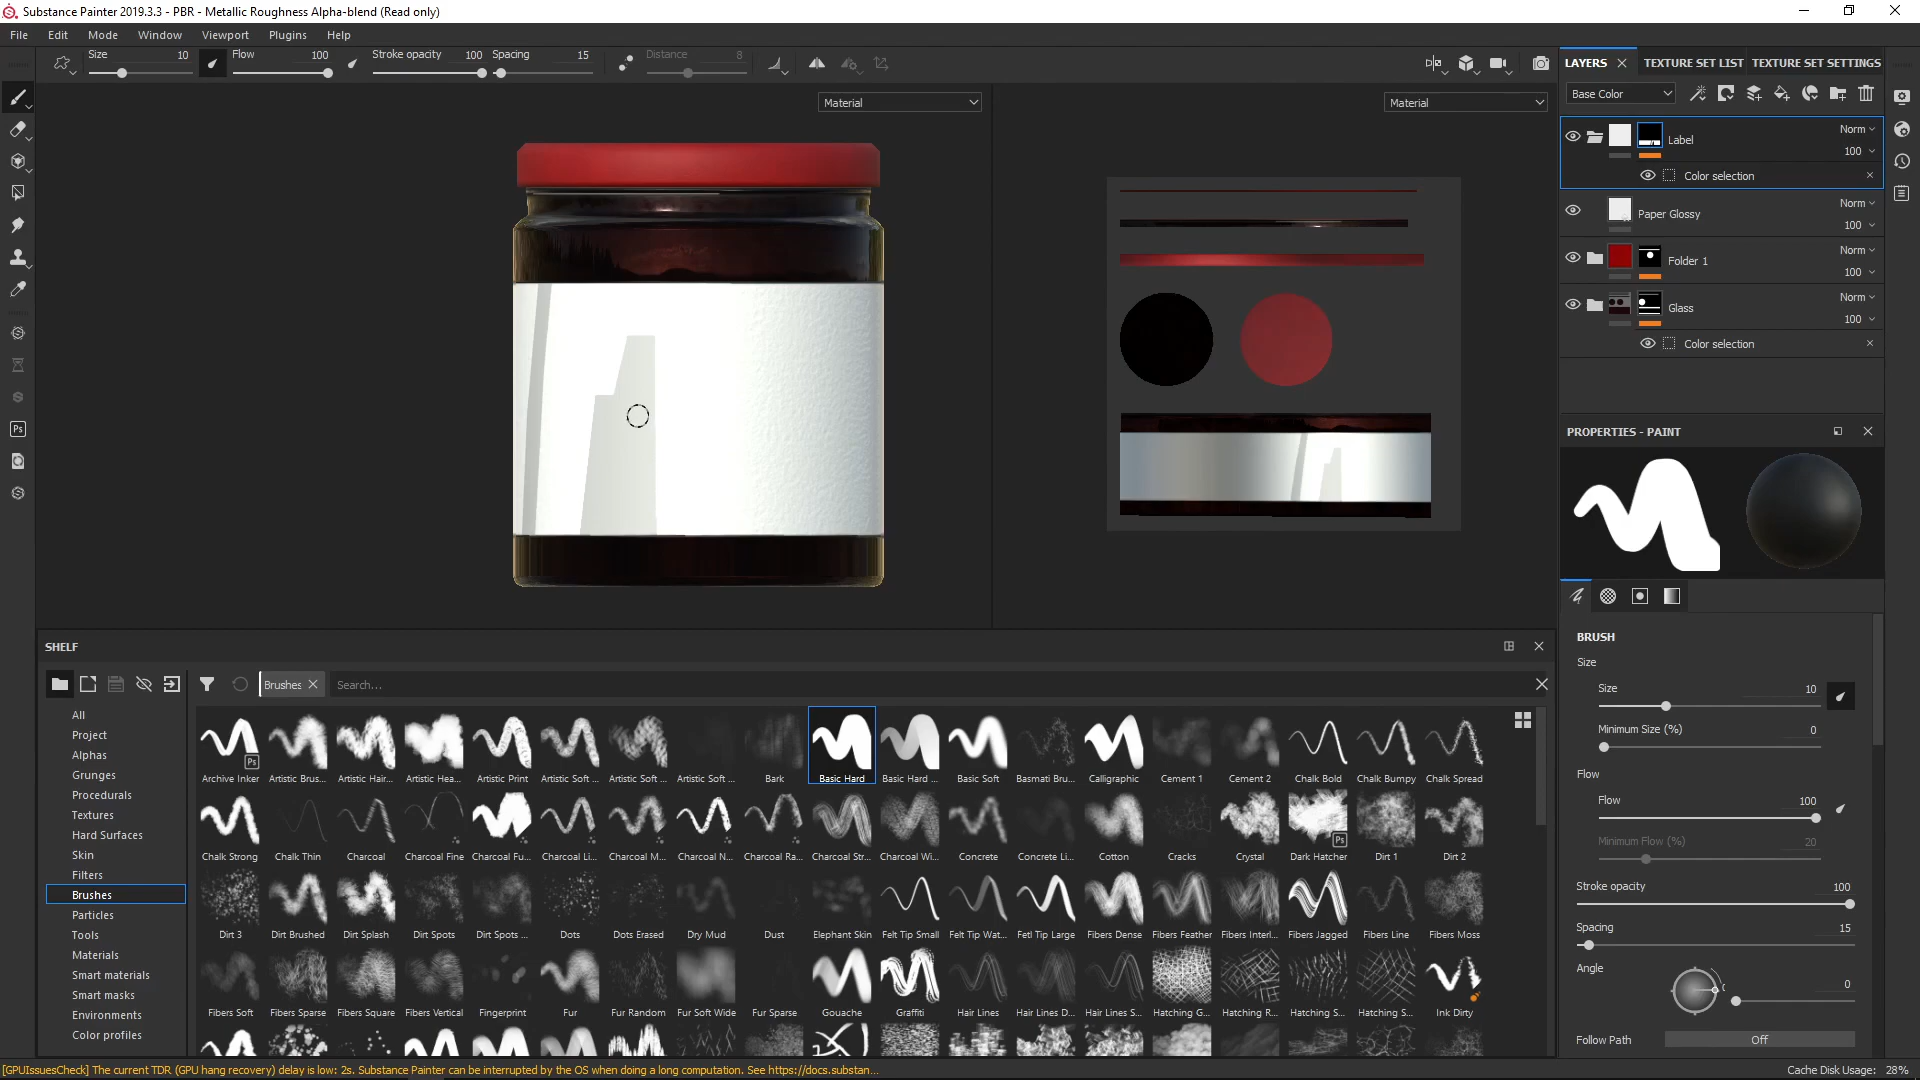 Substance Painter 2019.3.3 - PBR - Metallic Roughness Alpha-blend (Read only)
File Edit Mode Window Viewport Plugins Help
Size 10 Flow 100 Stroke opacity 100 Spacing 15 Distance 8
Material
Material
LAYERS TEXTURE SET LIST TEXTURE SET SETTINGS
Base Color
Label Norm 100
Color selection
Paper Glossy Norm 100
Folder 1 Norm 100
Glass Norm 100
Color selection
PROPERTIES - PAINT
BRUSH
Size
Size 10
Minimum Size (%) 0
Flow
Flow 100
Minimum Flow (%) 20
Stroke opacity 100
Spacing 15
Angle 0
Follow Path Off
SHELF
Brushes Search...
All
Project
Alphas
Grunges
Procedurals
Textures
Hard Surfaces
Skin
Filters
Brushes
Particles
Tools
Materials
Smart materials
Smart masks
Environments
Color profiles
Ps
Archive Inker Artistic Brus... Artistic Hair... Artistic Hea... Artistic Print Artistic Soft ... Artistic Soft ... Artistic Soft ... Bark Basic Hard Basic Hard ... Basic Soft Basmati Bru... Calligraphic Cement 1 Cement 2 Chalk Bold Chalk Bumpy Chalk Spread
Chalk Strong Chalk Thin Charcoal Charcoal Fine Charcoal Fu... Charcoal Li... Charcoal M... Charcoal N... Charcoal Ra... Charcoal Str... Charcoal Wi... Concrete Concrete Li... Cotton Cracks Crystal Dark Hatcher Dirt 1 Dirt 2
Dirt 3 Dirt Brushed Dirt Splash Dirt Spots Dirt Spots ... Dots Dots Erased Dry Mud Dust Elephant Skin Felt Tip Small Felt Tip Wat... Fetl Tip Large Fibers Dense Fibers Feather Fibers Interl... Fibers Jagged Fibers Line Fibers Moss
Fibers Soft Fibers Sparse Fibers Square Fibers Vertical Fingerprint Fur Fur Random Fur Soft Wide Fur Sparse Gouache Graffiti Hair Lines Hair Lines D... Hair Lines S... Hatching G... Hatching R... Hatching S... Hatching S... Ink Dirty
[GPUIssuesCheck] The current TDR (GPU hang recovery) delay is low: 2s. Substance Painter can be interrupted by the OS when doing a long computation. See https://docs.substan...
Cache Disk Usage: 28%